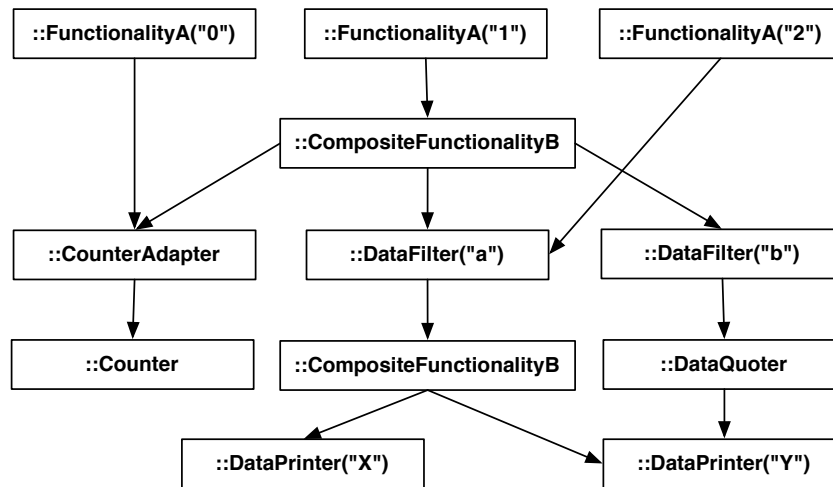 ::FunctionalityA("0")
::FunctionalityA("1")
::FunctionalityA("2")
::CompositeFunctionalityB
::CounterAdapter
::DataFilter("a")
::DataFilter("b")
::Counter
::CompositeFunctionalityB
::DataQuoter
::DataPrinter("X")
::DataPrinter("Y")